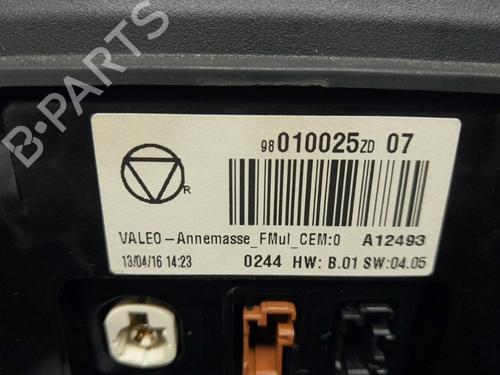 98 010025ZD 07
R
VALEO-Annemasse_FMul_CEM:0 A12493
13/04/16 14:23 0244 HW: B.01 SW:04.05
B-PARTS